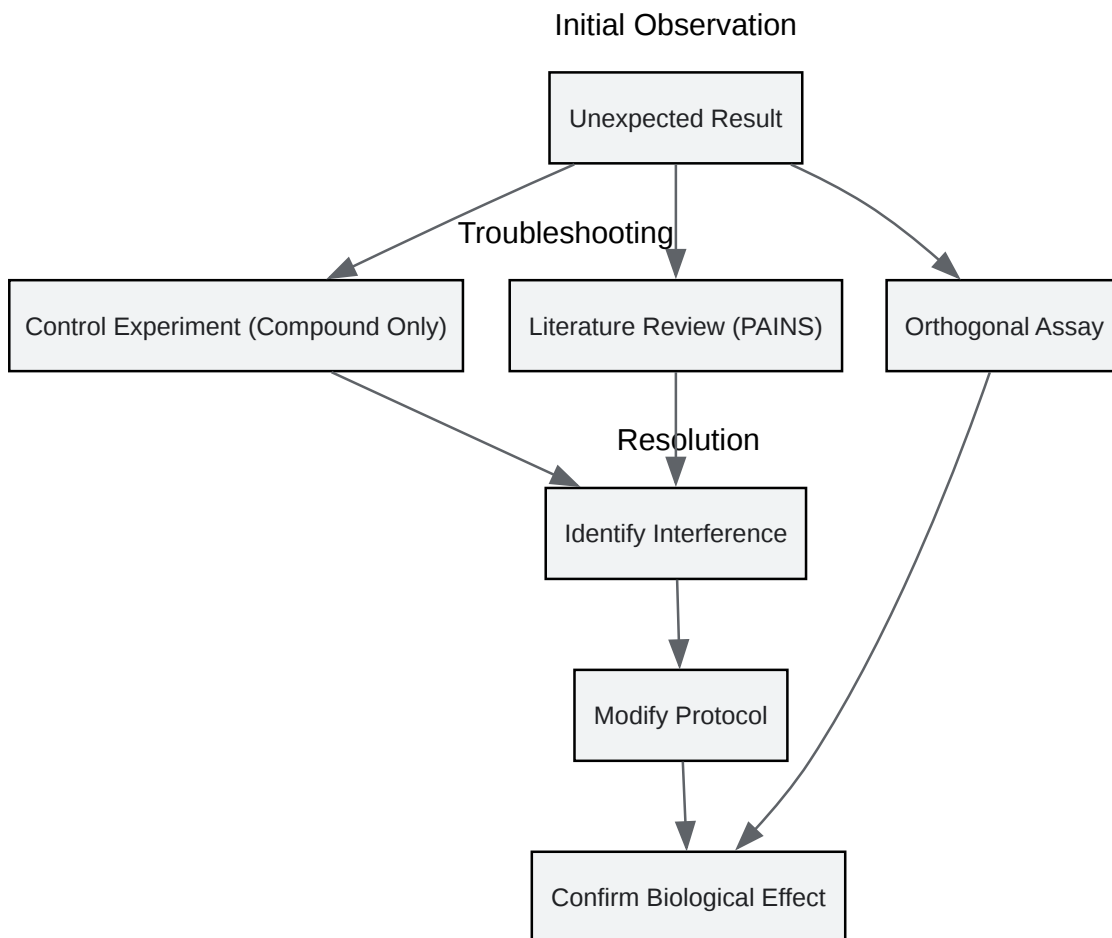 Initial Observation
Unexpected Result
Troubleshooting
Control Experiment (Compound Only)
Literature Review (PAINS)
Orthogonal Assay
Resolution
Identify Interference
Modify Protocol
Confirm Biological Effect